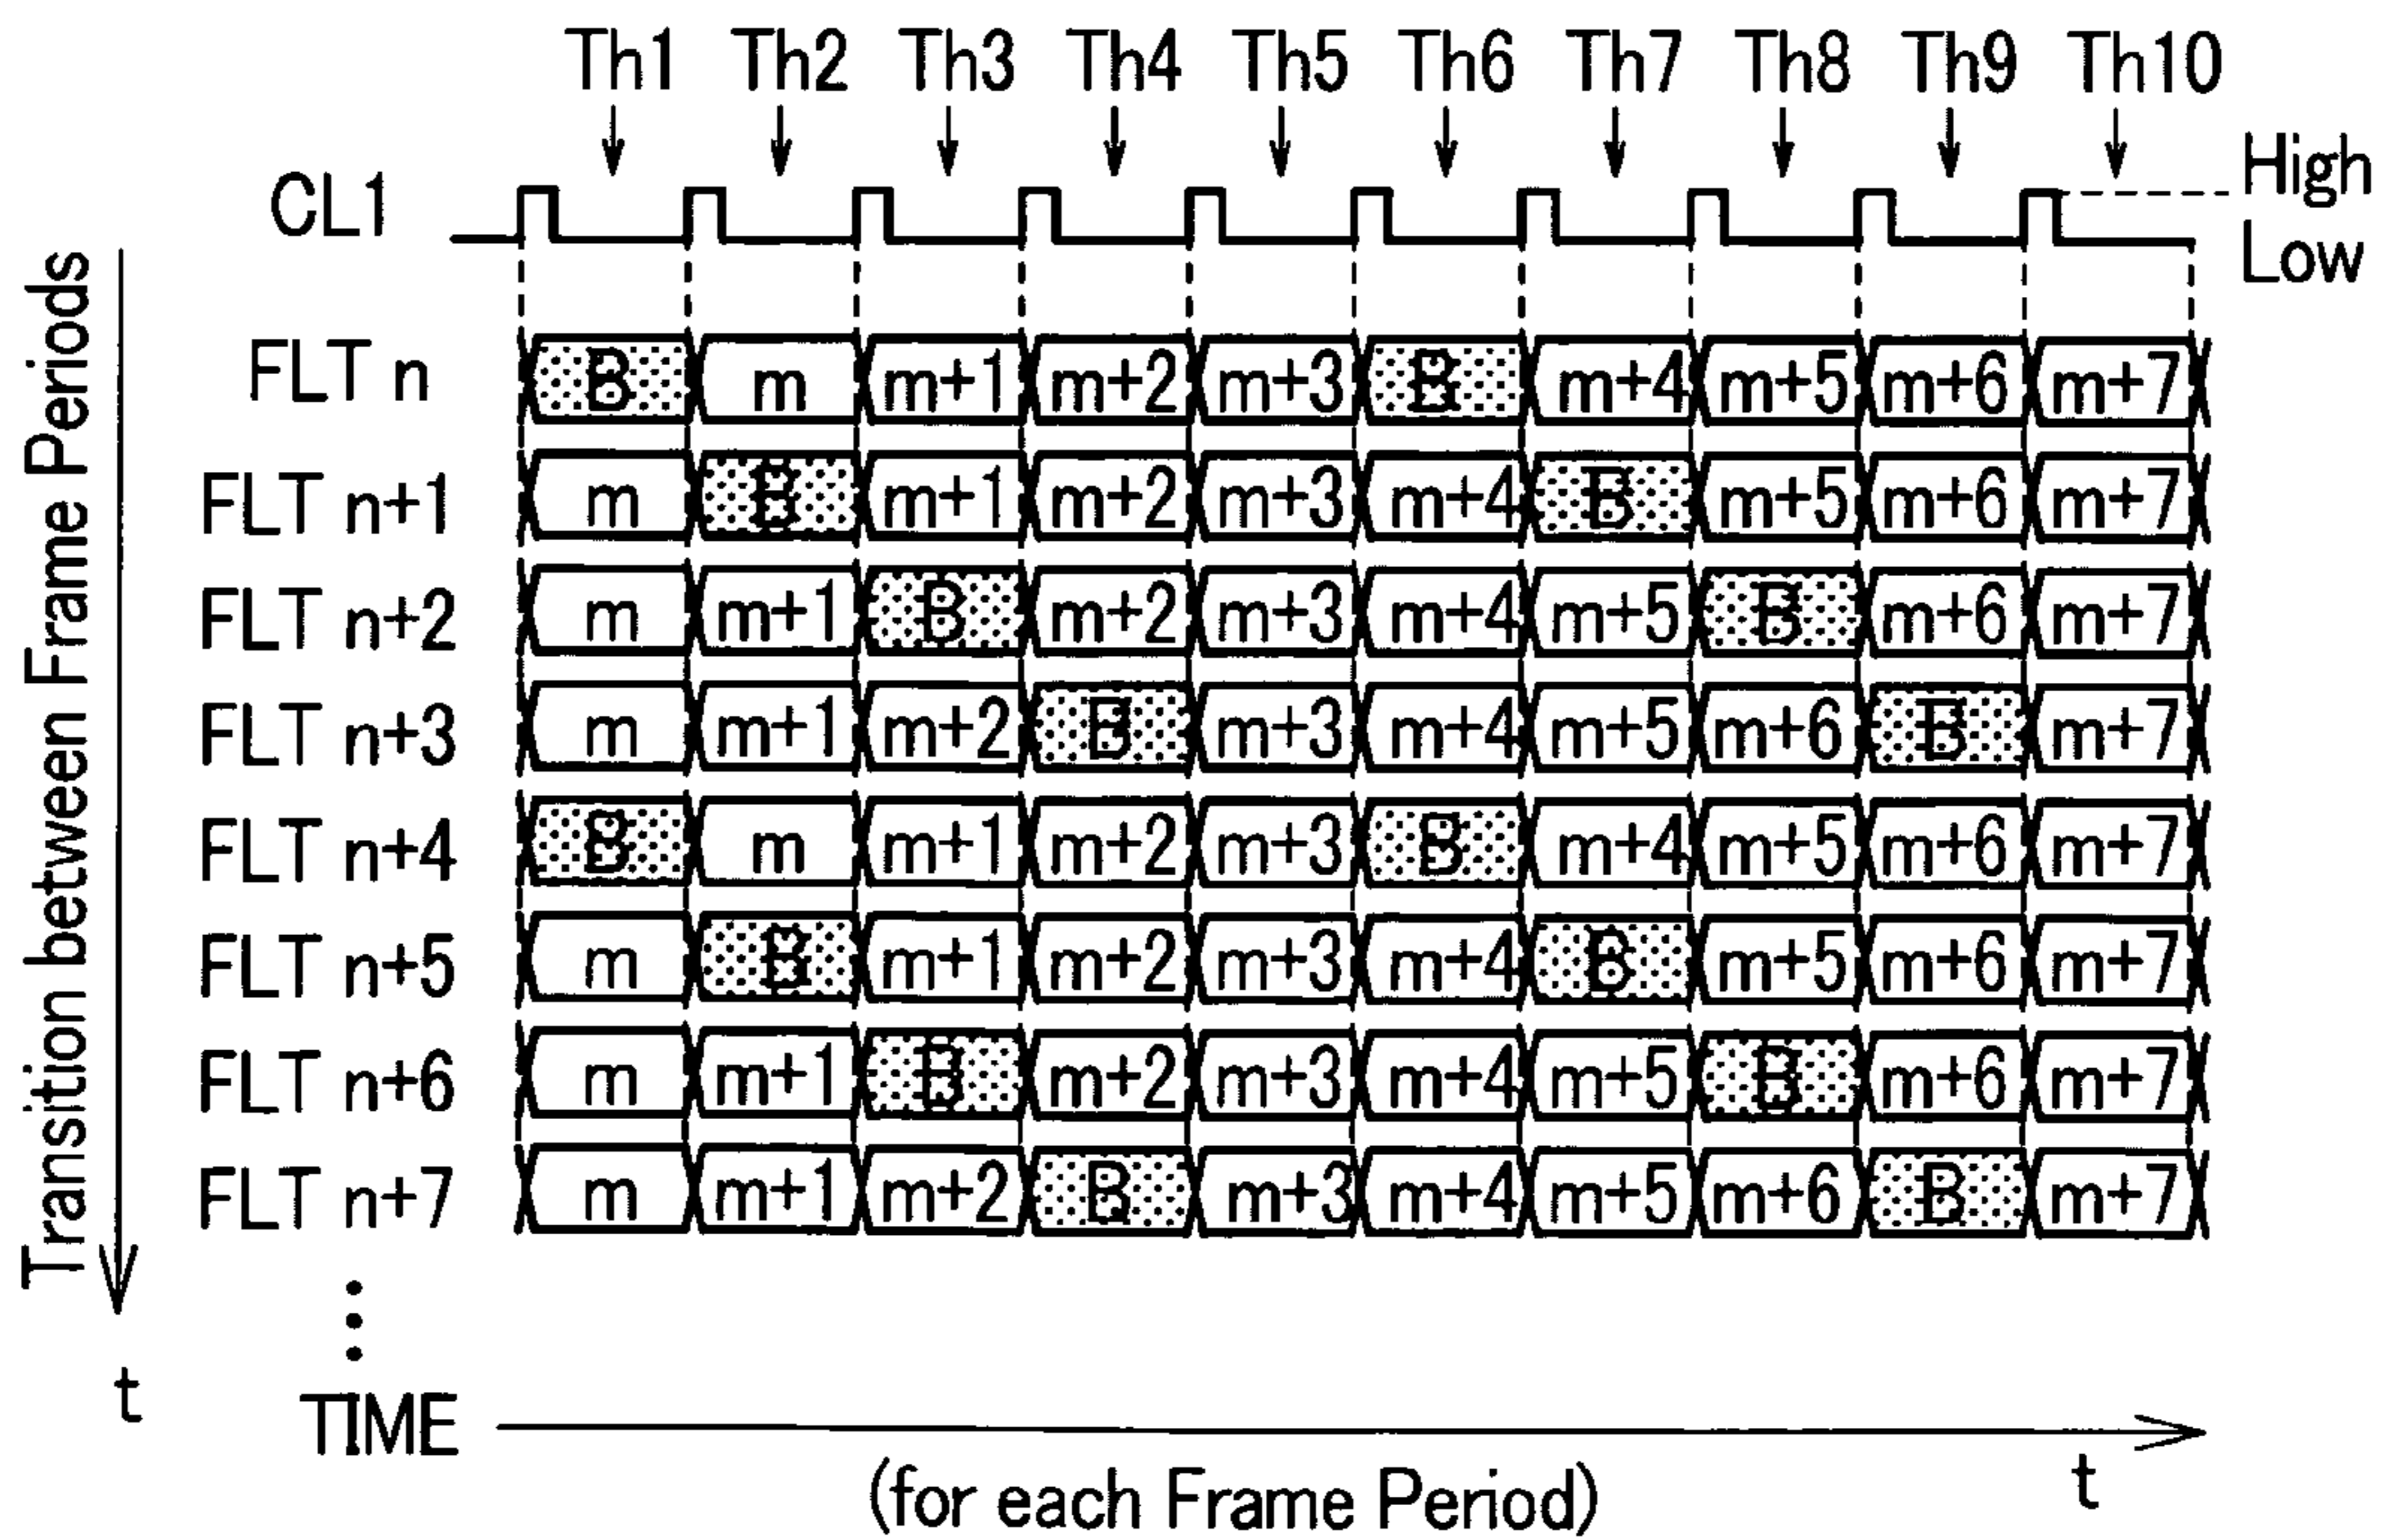 Th1 Th2 Th3 Th4 Th5 Th6 Th7 Th8 Th9 Th10
CL1
High
Low
Transition between Frame Periods
FLT n B m m+1 m+2 m+3 B m+4 m+5 m+6 m+7
FLT n+1 m B m+1 m+2 m+3 m+4 B m+5 m+6 m+7
FLT n+2 m m+1 B m+2 m+3 m+4 m+5 B m+6 m+7
FLT n+3 m m+1 m+2 B m+3 m+4 m+5 m+6 B m+7
FLT n+4 B m m+1 m+2 m+3 B m+4 m+5 m+6 m+7
FLT n+5 m B m+1 m+2 m+3 m+4 B m+5 m+6 m+7
FLT n+6 m m+1 B m+2 m+3 m+4 m+5 B m+6 m+7
FLT n+7 m m+1 m+2 B m+3 m+4 m+5 m+6 B m+7
t
TIME
t
(for each Frame Period)